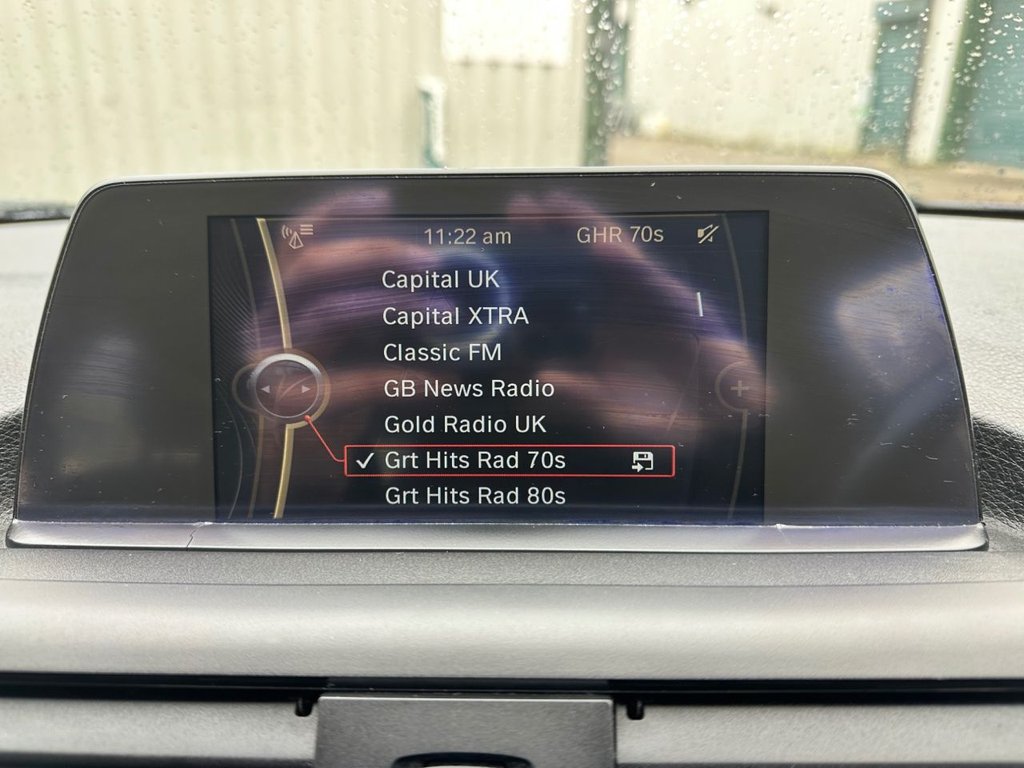 11:22 am GHR 70s
Capital UK
Capital XTRA
Classic FM
GB News Radio
Gold Radio UK
Grt Hits Rad 70s
Grt Hits Rad 80s